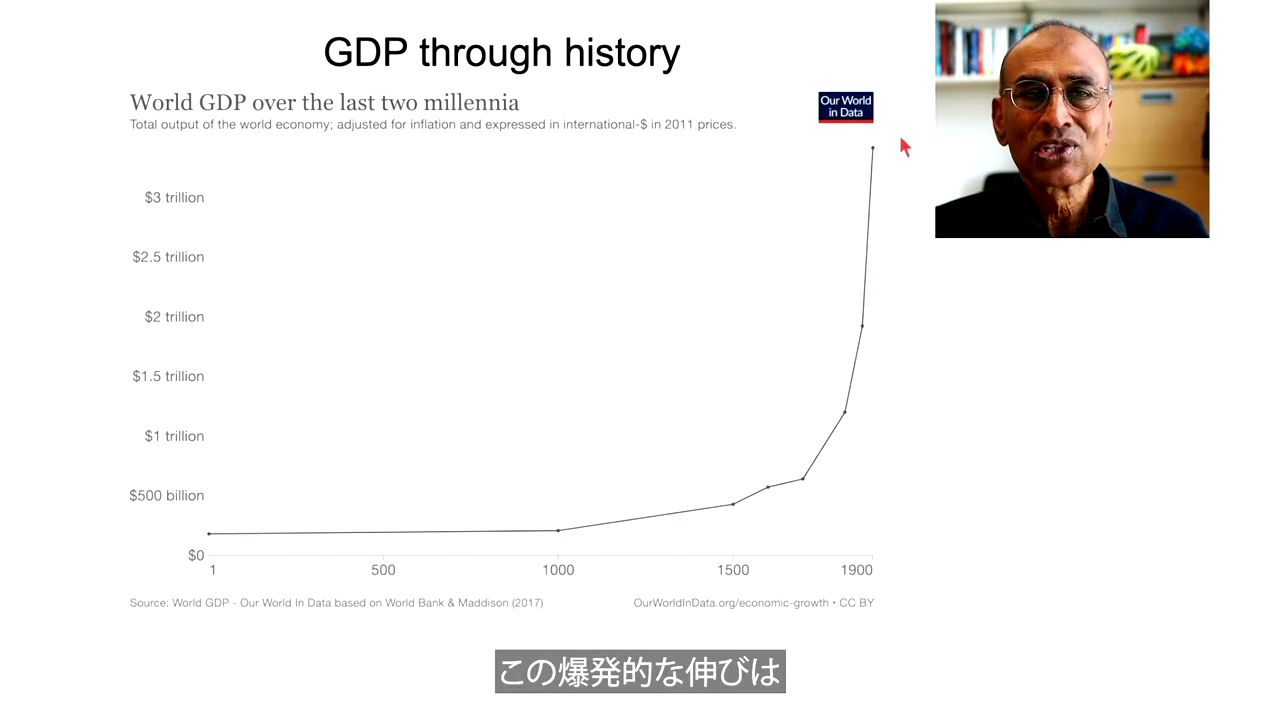 GDP through history
World GDP over the last two millennia
Total output of the world economy; adjusted for inflation and expressed in international-$ in 2011 prices.
Our World
in Data
$3 trillion
$2.5 trillion
$2 trillion
$1.5 trillion
$1 trillion
$500 billion
$0
1 500 1000 1500 1900
Source: World GDP - Our World In Data based on World Bank & Maddison (2017) OurWorldInData.org/economic-growth • CC BY
この爆発的な伸びは